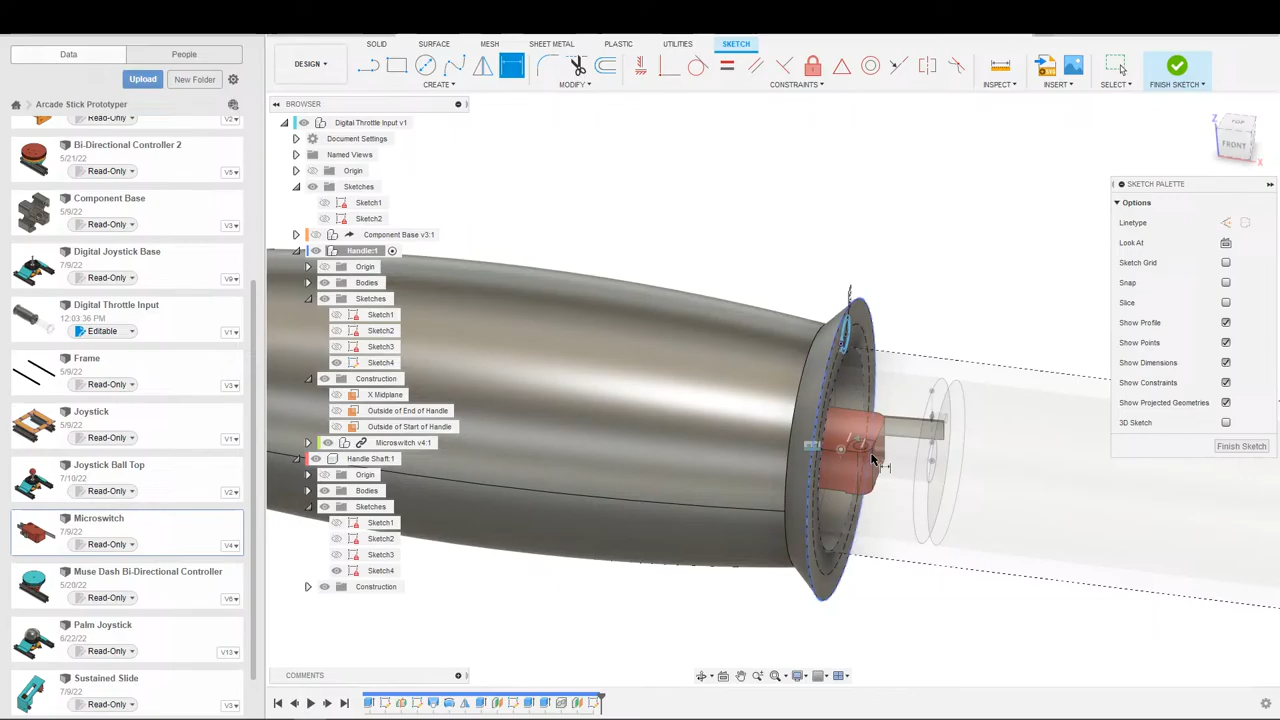 Data
People
Upload
New Folder
Arcade Stick Prototyper
Read-Only
V2▾
Bi-Directional Controller 2
5/21/22
Read-Only
V5▾
Component Base
5/9/22
Read-Only
V3▾
Digital Joystick Base
7/9/22
Read-Only
V9▾
Digital Throttle Input
12:03:36 PM
Editable
V1▾
Frame
5/9/22
Read-Only
V2▾
Joystick
5/9/22
Read-Only
V1▾
Joystick Ball Top
7/10/22
Read-Only
V2▾
Microswitch
7/9/22
Read-Only
V4▾
Muse Dash Bi-Directional Controller
5/20/22
Read-Only
V6▾
Palm Joystick
6/22/22
Read-Only
V13▾
Sustained Slide
7/9/22
Read-Only
V2▾
SOLID
SURFACE
MESH
SHEET METAL
PLASTIC
UTILITIES
SKETCH
DESIGN ▾
CREATE ▾
MODIFY ▾
CONSTRAINTS ▾
INSPECT ▾
INSERT ▾
SELECT ▾
FINISH SKETCH ▾
BROWSER
Digital Throttle Input v1
Document Settings
Named Views
Origin
Sketches
Sketch1
Sketch2
Component Base v3:1
Handle:1
Origin
Bodies
Sketches
Sketch1
Sketch2
Sketch3
Sketch4
Construction
X Midplane
Outside of End of Handle
Outside of Start of Handle
Microswitch v4:1
Handle Shaft:1
Origin
Bodies
Sketches
Sketch1
Sketch2
Sketch3
Sketch4
Construction
Z
FRONT
X
SKETCH PALETTE
Options
Linetype
Look At
Sketch Grid
Snap
Slice
Show Profile
Show Points
Show Dimensions
Show Constraints
Show Projected Geometries
3D Sketch
Finish Sketch
COMMENTS